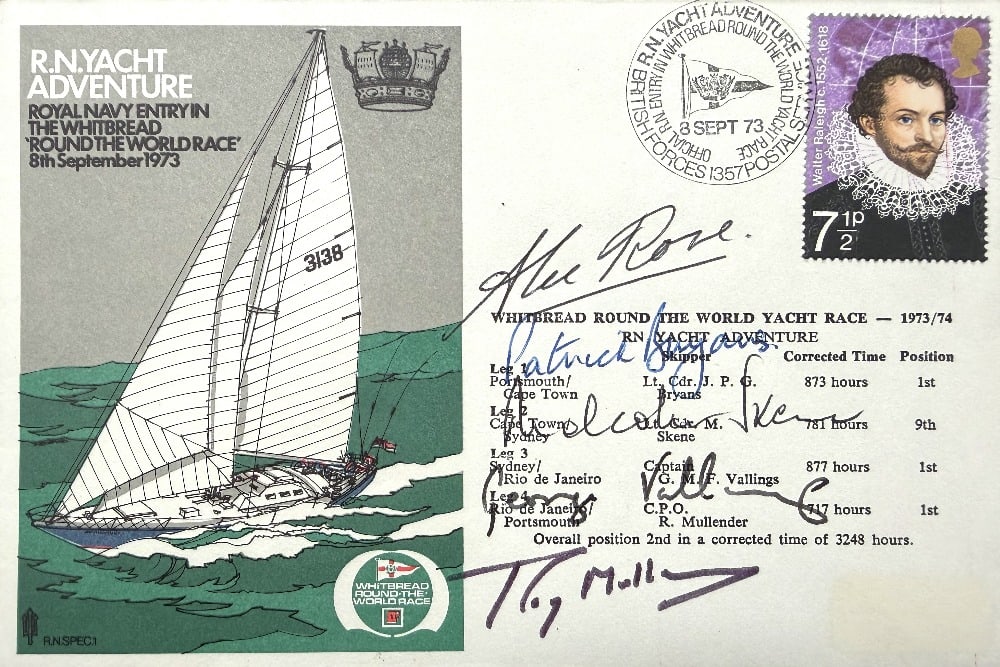 R.N.YACHT
ADVENTURE
ROYAL NAVY ENTRY IN
THE WHITBREAD
'ROUND THE WORLD RACE'
8th September 1973
3138
WHITBREAD
ROUND·THE·
WORLD RACE
R.N.SPEC.1
R.N. YACHT ADVENTURE
OFFICIAL R.N. ENTRY IN WHITBREAD ROUND THE WORLD YACHT RACE
8 SEPT 73
BRITISH FORCES 1357 POSTAL SERVICE
Walter Raleigh c.1552-1618
7 1/2P
Alec Rose.
WHITBREAD ROUND THE WORLD YACHT RACE — 1973/74
RN YACHT ADVENTURE
Patrick Bryans.
Skipper Corrected Time Position
Leg 1
Portsmouth/ Lt. Cdr. J. P. G. 873 hours 1st
Cape Town Bryans
Malcolm Skene
Leg 2
Cape Town/ Lt. Cdr. M. 781 hours 9th
Sydney Skene
Leg 3
Sydney/ Captain 877 hours 1st
Rio de Janeiro G. M. F. Vallings
George Vallings
Leg 4
Rio de Janeiro/ C.P.O. 717 hours 1st
Portsmouth R. Mullender
Overall position 2nd in a corrected time of 3248 hours.
Roy Mullender